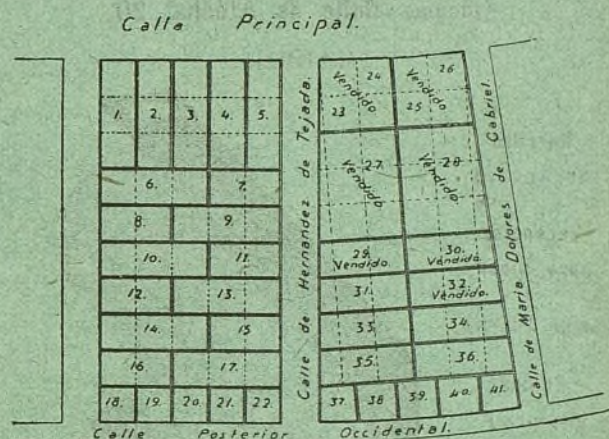 Calle Principal.
1. 2. 3. 4. 5.
6. 7.
8. 9.
10. 11.
12. 13.
14. 15
16 17.
18. 19. 20. 21. 22.
Calle de Hernandez de Tejada.
Vendido 24
23
Vendido 26
25
Vendido 27.
Vendido 28
29. Vendido.
30. Vendido.
31. 32. Vendido.
33. 34.
35. 36.
37. 38 39. 40. 41.
Calle de Maria Dolores de Gabriel.
Calle Posterior Occidental.